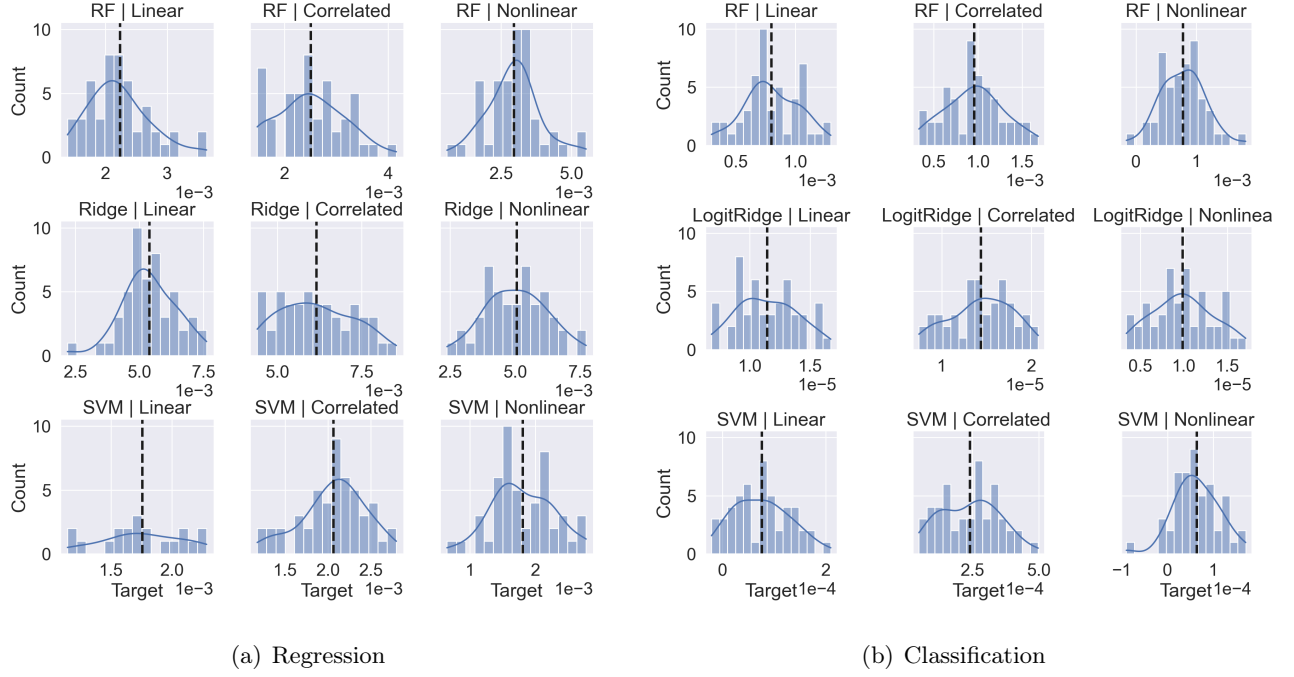 RF | Linear
RF | Correlated
RF | Nonlinear
10
5
0
Count
2 3
1e−3
2 4
1e−3
2.5 5.0
1e−3
Ridge | Linear
Ridge | Correlated
Ridge | Nonlinear
10
5
0
Count
2.5 5.0 7.5
1e−3
5.0 7.5
1e−3
2.5 5.0 7.5
1e−3
SVM | Linear
SVM | Correlated
SVM | Nonlinear
10
5
0
Count
1.5 2.0
Target 1e−3
1.5 2.0 2.5
Target 1e−3
1 2
Target 1e−3
(a) Regression
RF | Linear
RF | Correlated
RF | Nonlinear
10
5
0
Count
0.5 1.0
1e−3
0.5 1.0 1.5
1e−3
0 1
1e−3
LogitRidge | Linear
LogitRidge | Correlated
LogitRidge | Nonlinea
10
5
0
Count
1.0 1.5
1e−5
1 2
1e−5
0.5 1.0 1.5
1e−5
SVM | Linear
SVM | Correlated
SVM | Nonlinear
10
5
0
Count
0 2
Target 1e−4
2.5 5.0
Target 1e−4
−1 0 1
Target 1e−4
(b) Classification